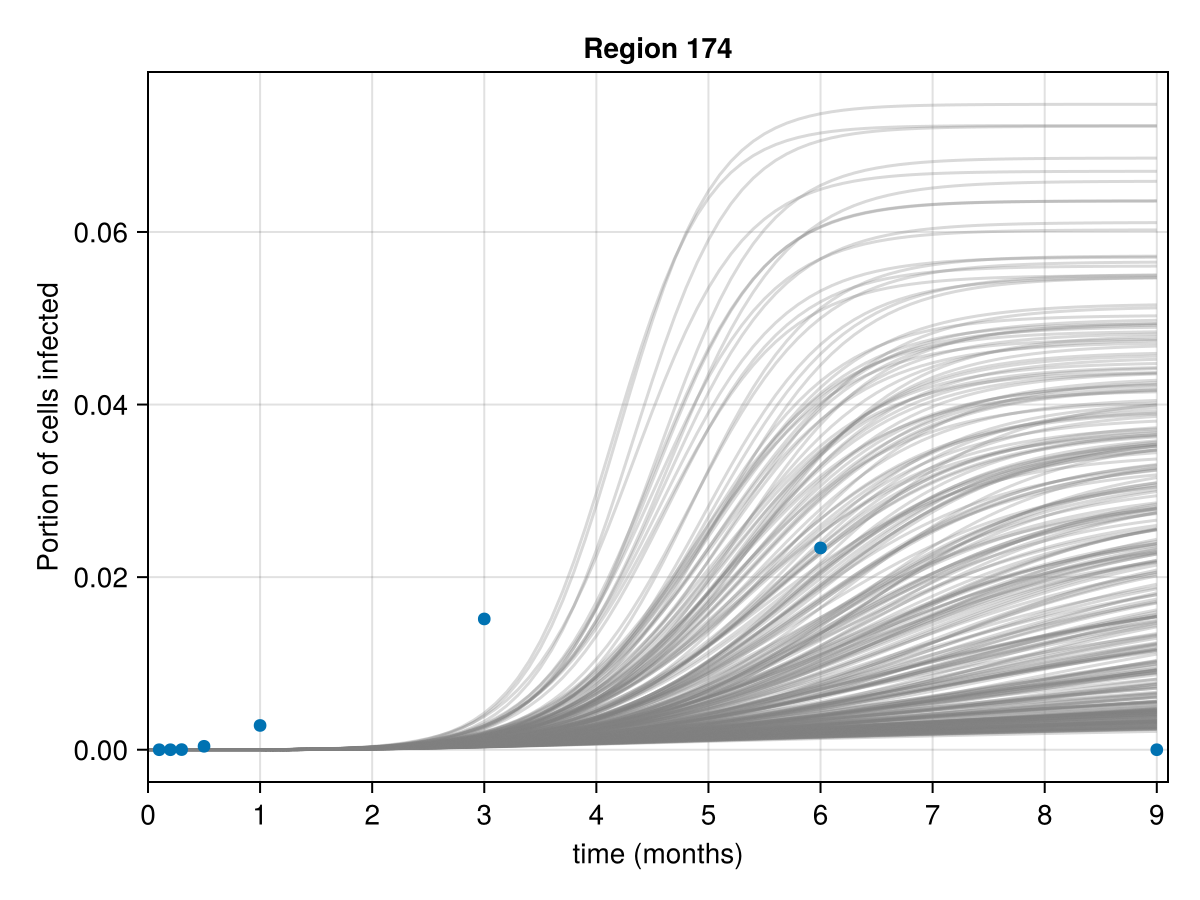 Region 174
Portion of cells infected
0.06
0.04
0.02
0.00
0 1 2 3 4 5 6 7 8 9
time (months)